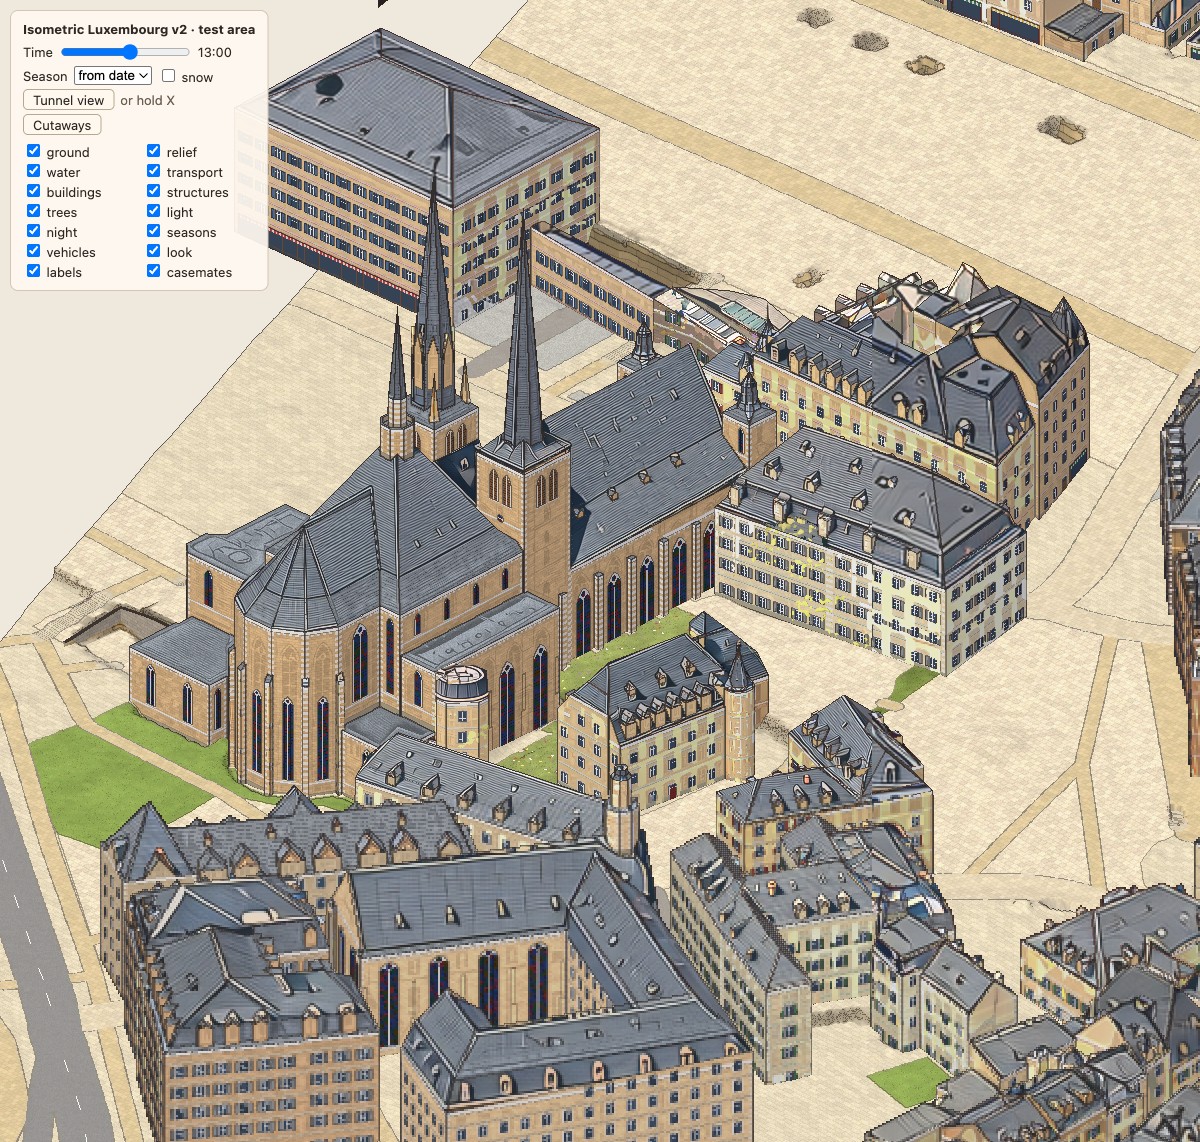 Isometric Luxembourg v2 · test area
Time 13:00
Season from date snow
Tunnel view or hold X
Cutaways
ground relief
water transport
buildings structures
trees light
night seasons
vehicles look
labels casemates